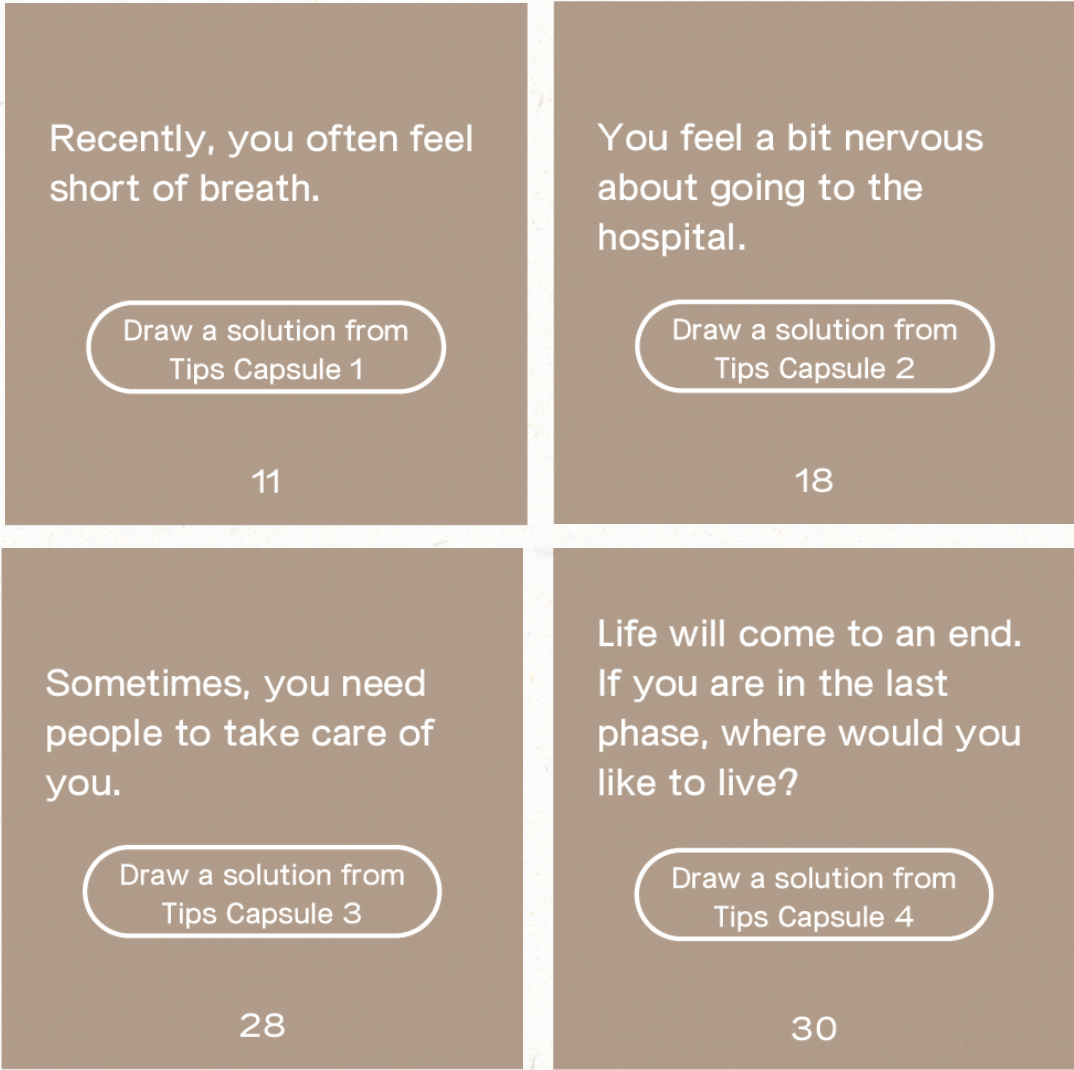 Recently, you often feel
short of breath.
Draw a solution from
Tips Capsule 1
11
You feel a bit nervous
about going to the
hospital.
Draw a solution from
Tips Capsule 2
18
Sometimes, you need
people to take care of
you.
Draw a solution from
Tips Capsule 3
28
Life will come to an end.
If you are in the last
phase, where would you
like to live?
Draw a solution from
Tips Capsule 4
30